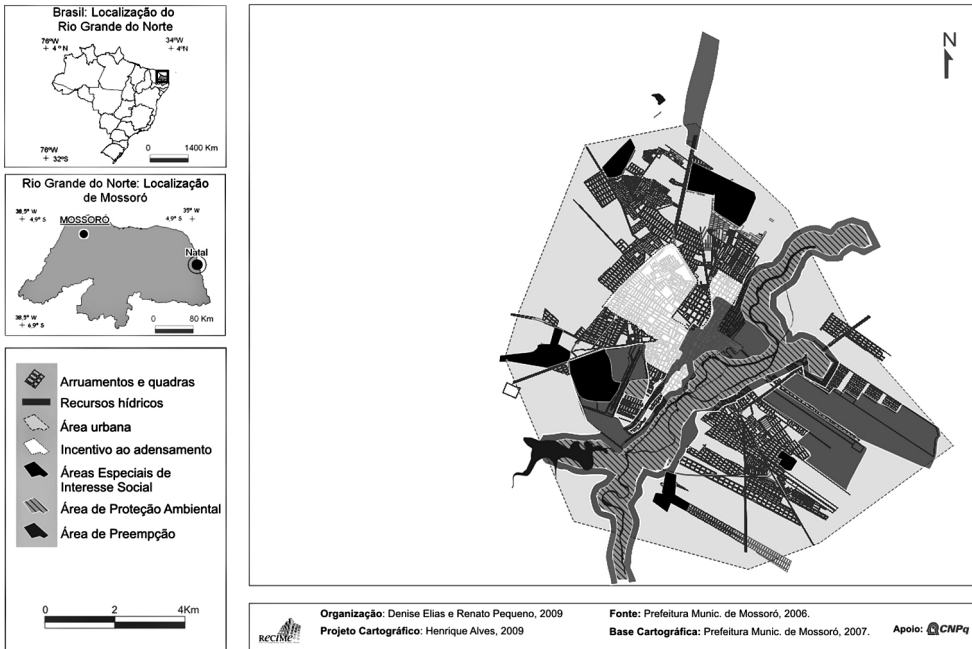 Brasil: Localização do
Rio Grande do Norte
76ºW
+ 4º N
34ºW
+ 4ºN
76ºW
+ 32ºS
0 1400 Km
Rio Grande do Norte: Localização
de Mossoró
38,5º W
+ 4,9º S
MOSSORÓ
35º W
4,9º S +
Natal
38,5º W
+ 6,9º S
0 80 Km
Arruamentos e quadras
Recursos hídricos
Área urbana
Incentivo ao adensamento
Áreas Especiais de
Interesse Social
Área de Proteção Ambiental
Área de Preempção
0 2 4Km
N
ReCiMe
Organização: Denise Elias e Renato Pequeno, 2009
Projeto Cartográfico: Henrique Alves, 2009
Fonte: Prefeitura Munic. de Mossoró, 2006.
Base Cartográfica: Prefeitura Munic. de Mossoró, 2007.
Apoio: CNPq